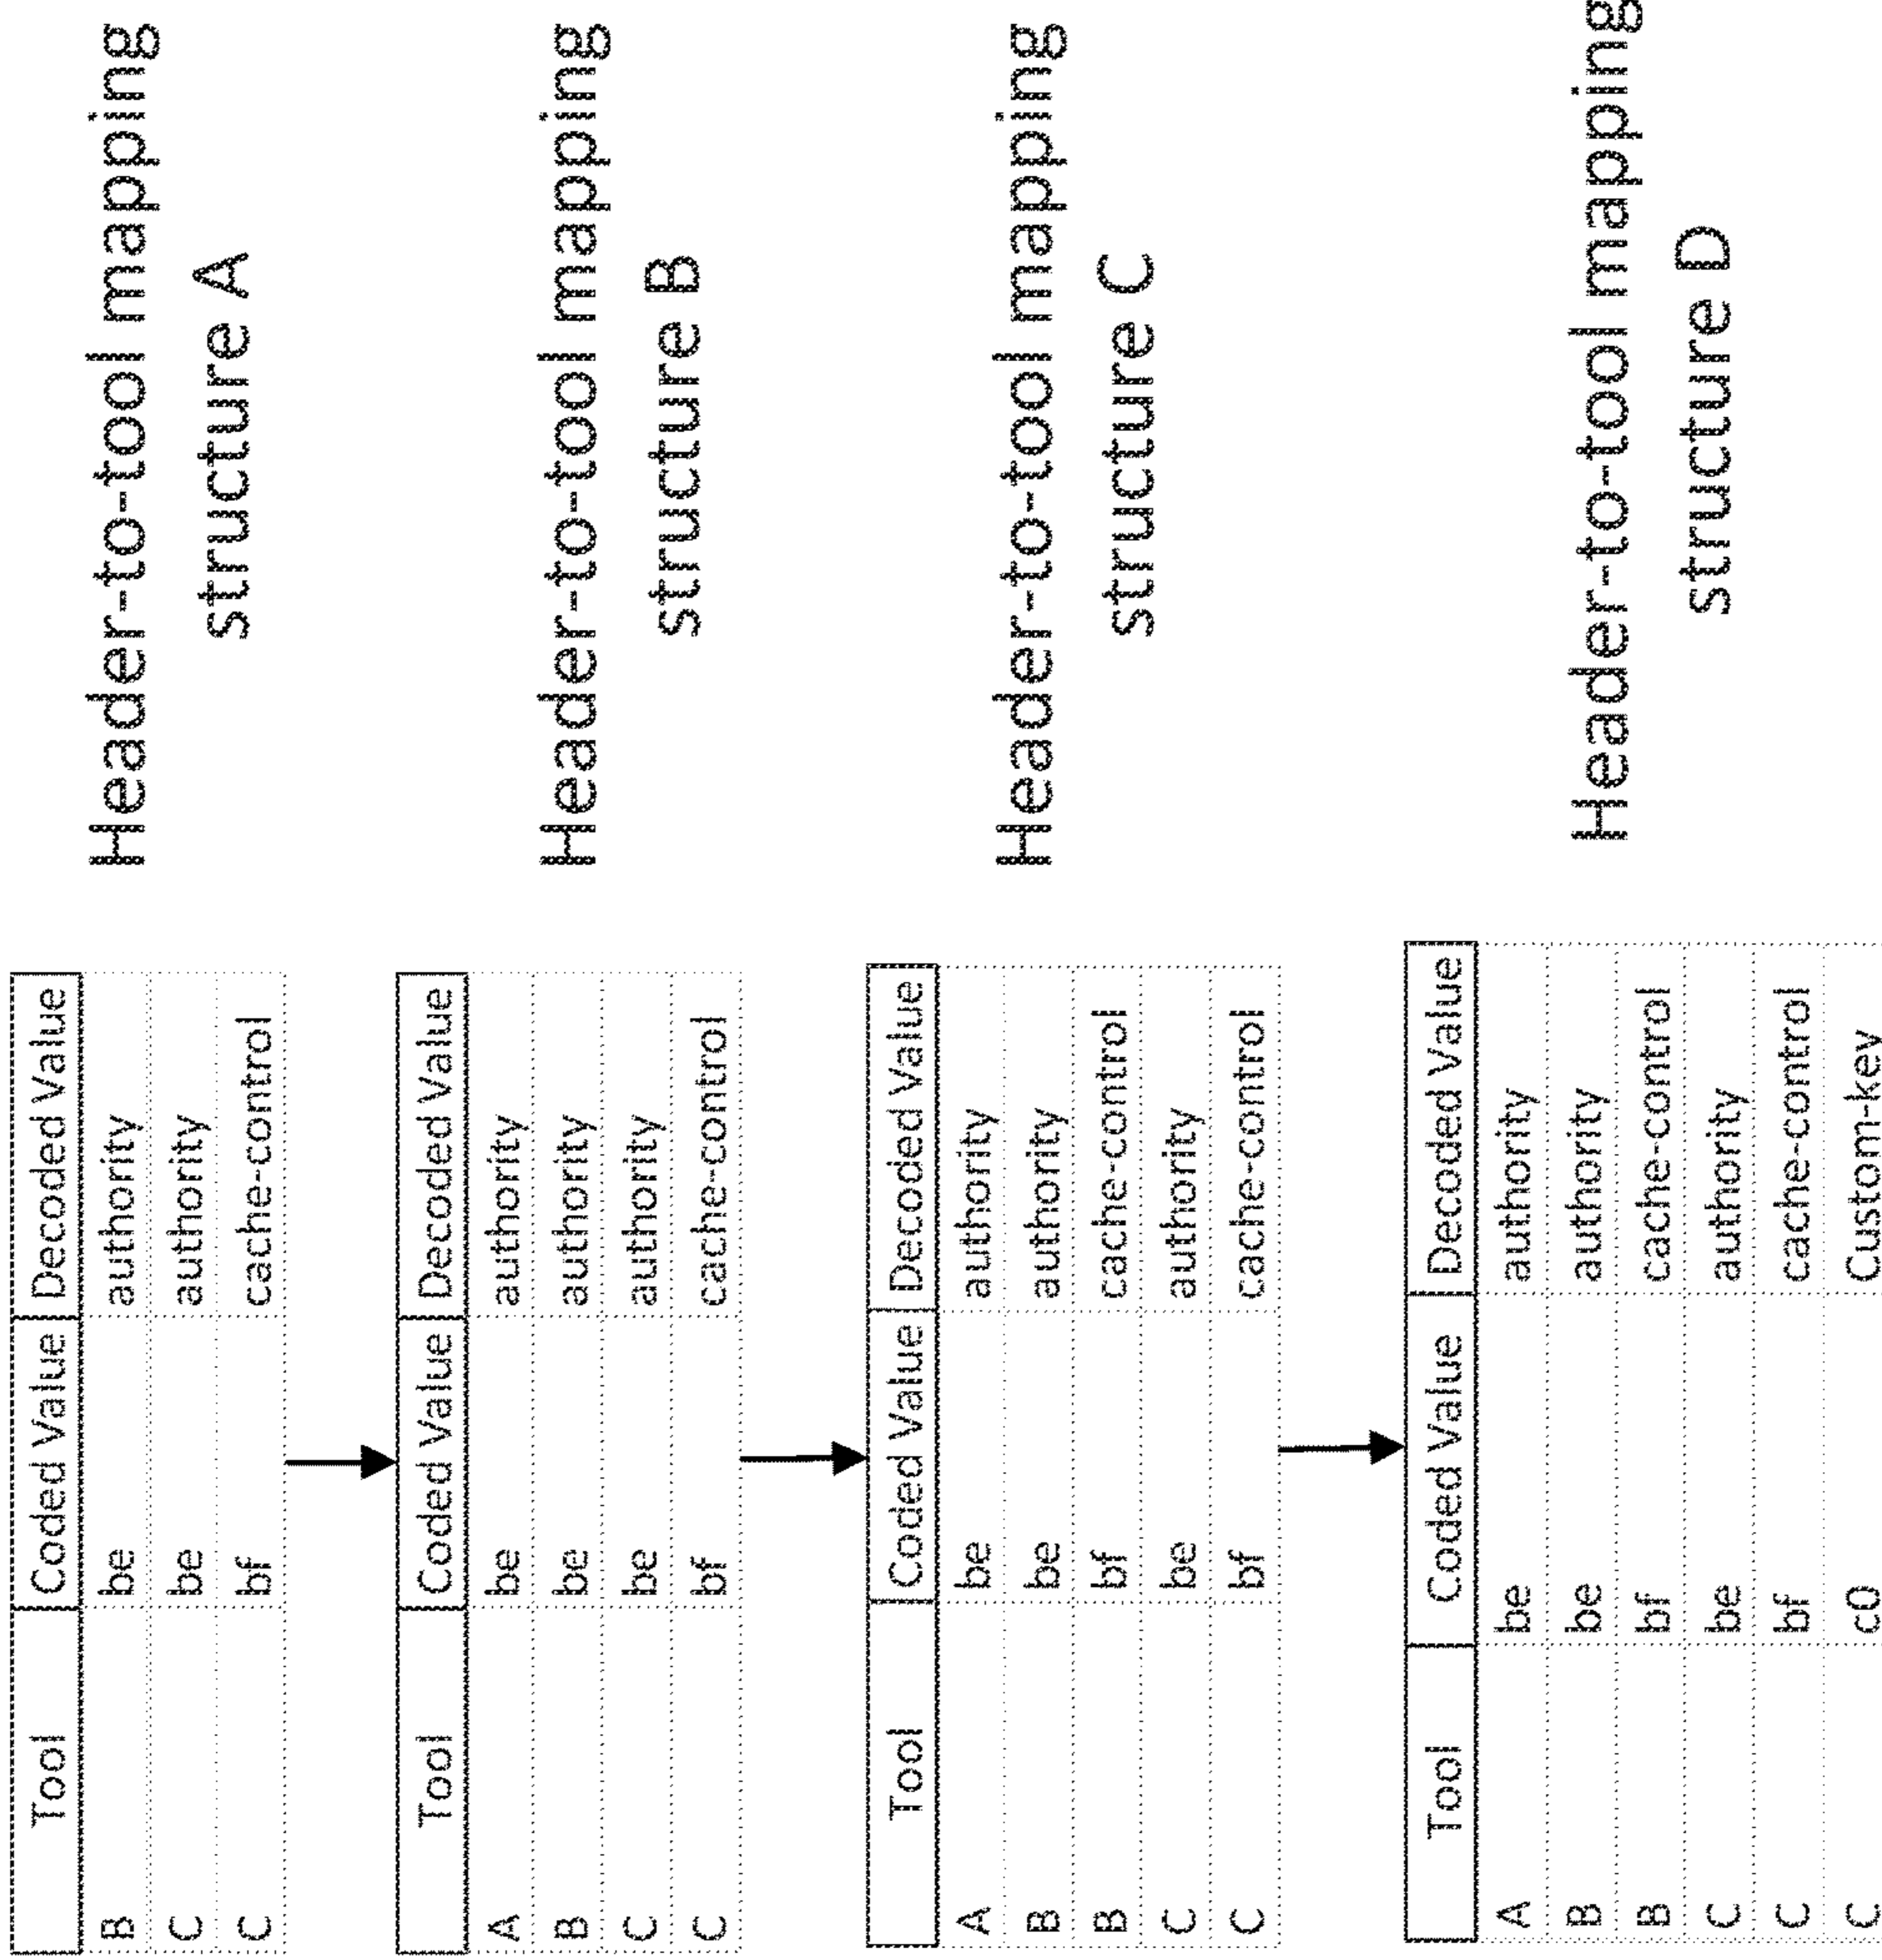 Tool Coded Value Decoded Value
B be authority
C be authority
C bf cache-control
Header-to-tool mapping
structure A
Tool Coded Value Decoded Value
A be authority
B be authority
C be authority
C bf cache-control
Header-to-tool mapping
structure B
Tool Coded Value Decoded Value
A be authority
B be authority
B bf cache-control
C be authority
C bf cache-control
Header-to-tool mapping
structure C
Tool Coded Value Decoded Value
A be authority
B be authority
B bf cache-control
C be authority
C bf cache-control
C c0 Custom-key
Header-to-tool mapping
structure D